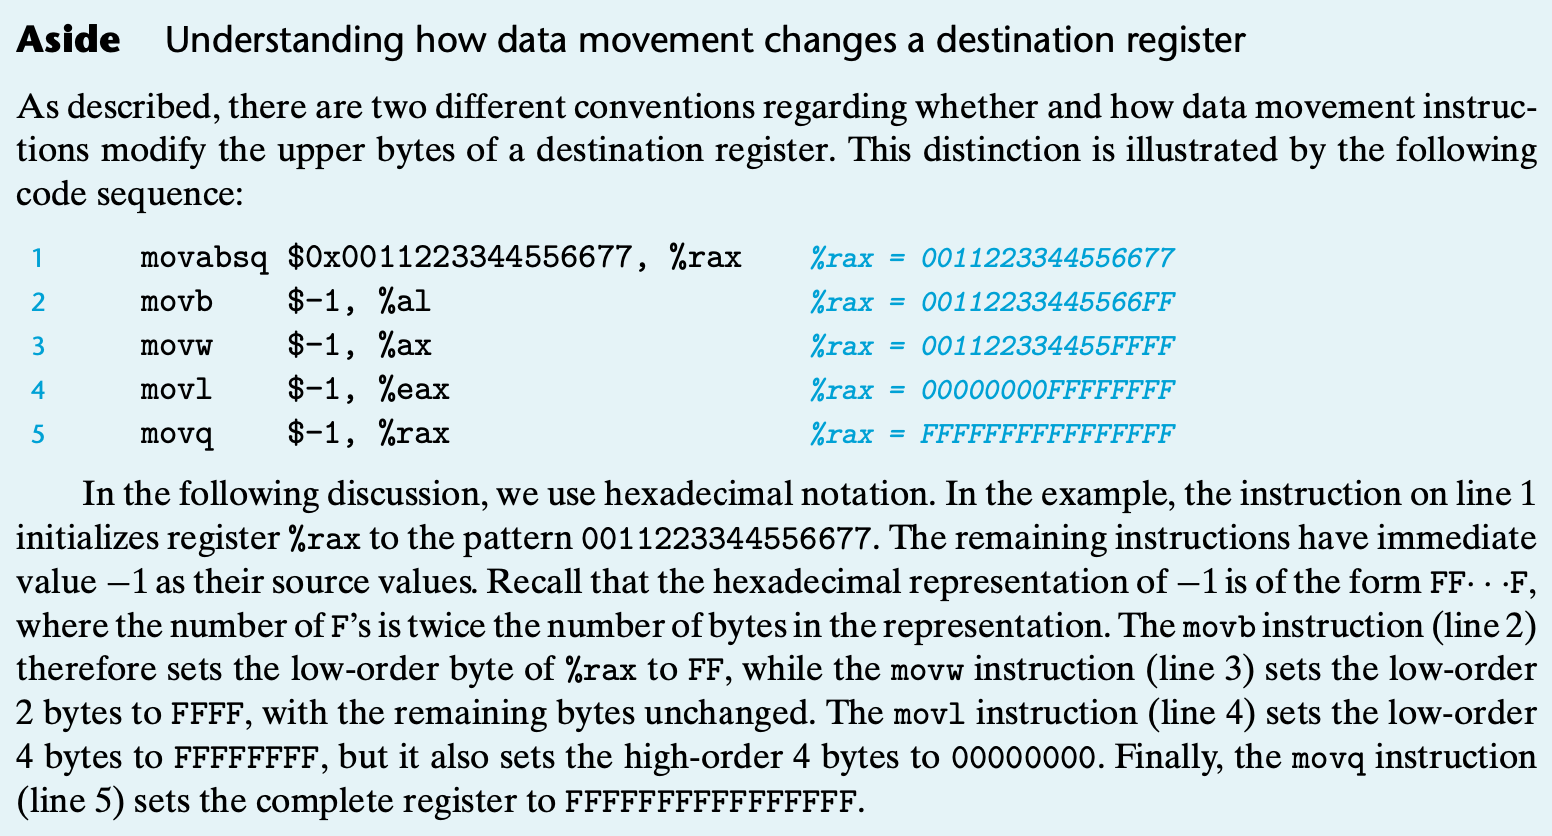 Aside Understanding how data movement changes a destination register
As described, there are two different conventions regarding whether and how data movement instruc-
tions modify the upper bytes of a destination register. This distinction is illustrated by the following
code sequence:
1 movabsq $0x0011223344556677, %rax %rax = 0011223344556677
2 movb $-1, %al %rax = 00112233445566FF
3 movw $-1, %ax %rax = 001122334455FFFF
4 movl $-1, %eax %rax = 00000000FFFFFFFF
5 movq $-1, %rax %rax = FFFFFFFFFFFFFFFF
In the following discussion, we use hexadecimal notation. In the example, the instruction on line 1
initializes register %rax to the pattern 0011223344556677. The remaining instructions have immediate
value −1 as their source values. Recall that the hexadecimal representation of −1 is of the form FF···F,
where the number of F’s is twice the number of bytes in the representation. The movb instruction (line 2)
therefore sets the low-order byte of %rax to FF, while the movw instruction (line 3) sets the low-order
2 bytes to FFFF, with the remaining bytes unchanged. The movl instruction (line 4) sets the low-order
4 bytes to FFFFFFFF, but it also sets the high-order 4 bytes to 00000000. Finally, the movq instruction
(line 5) sets the complete register to FFFFFFFFFFFFFFFF.